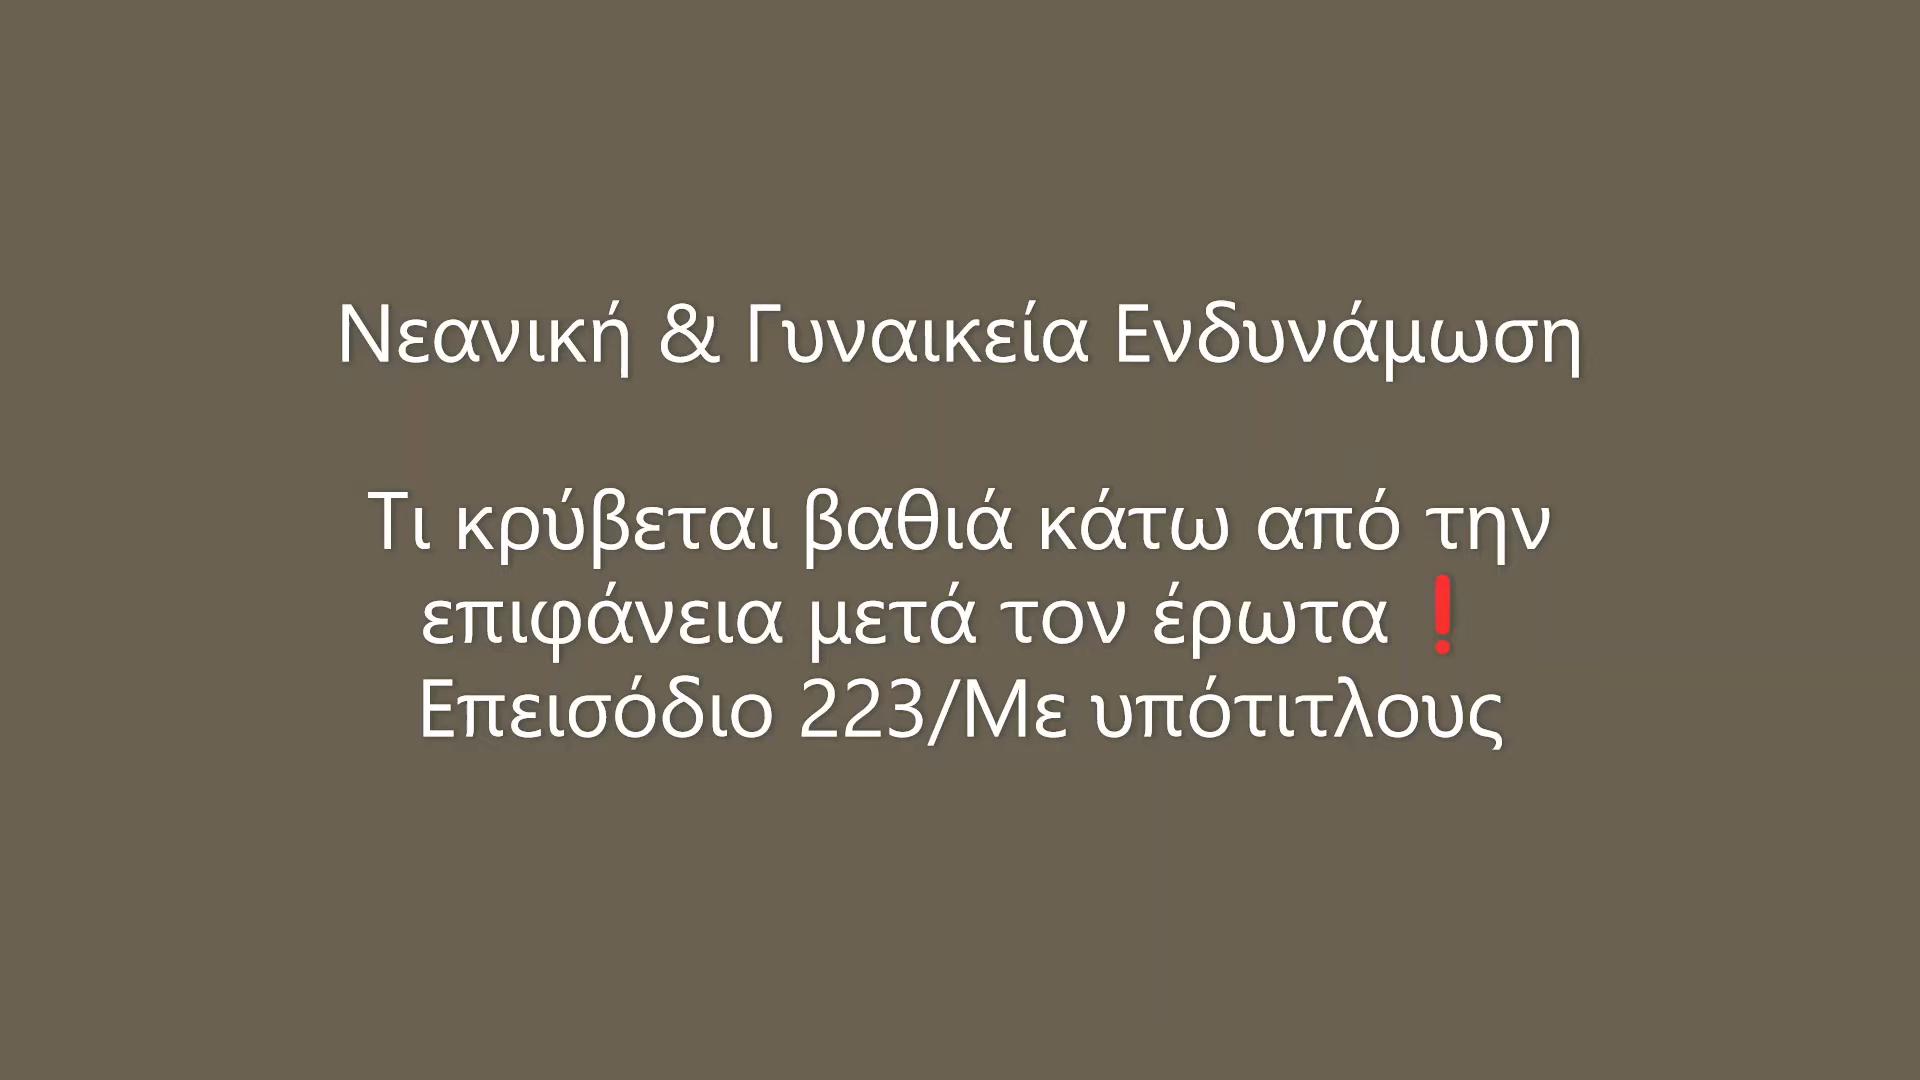 Νεανική & Γυναικεία Ενδυνάμωση
Τι κρύβεται βαθιά κάτω από την
επιφάνεια μετά τον έρωτα❗
Επεισόδιο 223/Με υπότιτλους